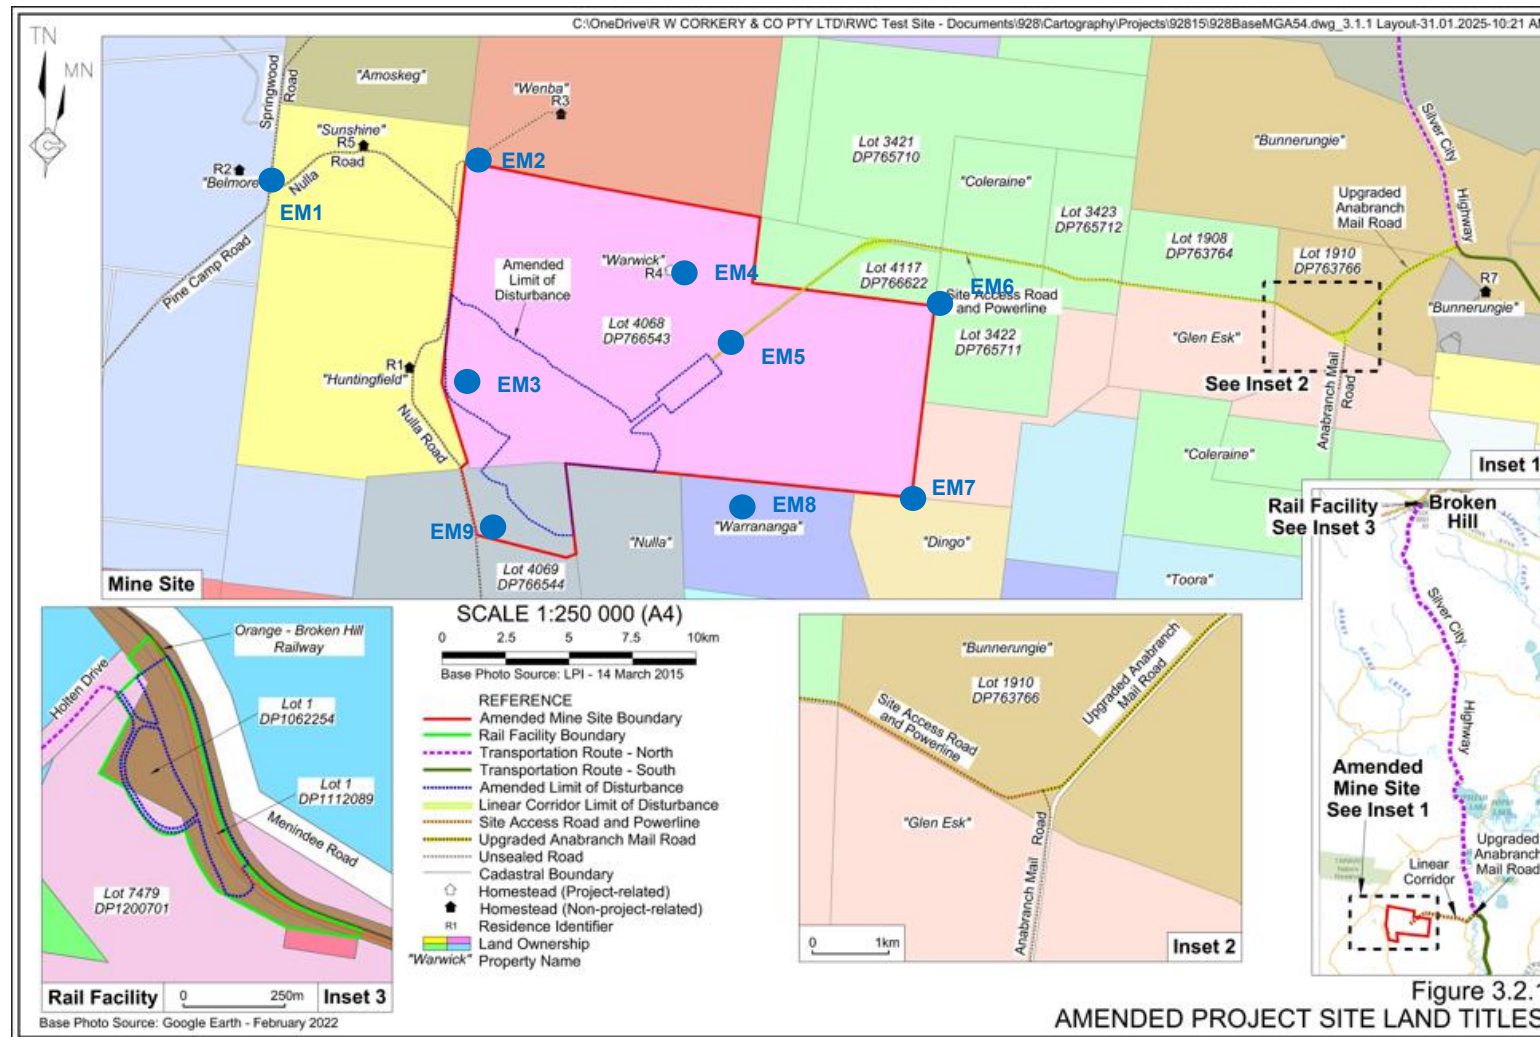 C:\OneDrive\R W CORKERY & CO PTY LTD\RWC Test Site - Documents\928\Cartography\Projects\92815\928BaseMGA54.dwg_3.1.1 Layout-31.01.2025-10:21 AM
TN
MN
Springwood
Road
"Amoskeg"
"Wenba"
R3
"Sunshine"
R5
Road
R2
"Belmore"
Nulla
EM1
EM2
Pine Camp Road
Lot 3421
DP765710
"Coleraine"
Lot 3423
DP765712
Lot 1908
DP763764
"Bunnerungie"
Silver City
Highway
Upgraded
Anabranch
Mail Road
Lot 1910
DP763766
R7
"Bunnerungie"
Amended
Limit of
Disturbance
"Warwick"
R4
EM4
Lot 4117
DP766622
EM6
Site Access Road
and Powerline
Lot 4068
DP766543
EM5
Lot 3422
DP765711
"Glen Esk"
See Inset 2
Anabranch Mail
Road
R1
"Huntingfield"
EM3
Nulla Road
"Coleraine"
Inset 1
EM7
EM8
"Warrananga"
EM9
"Nulla"
"Dingo"
Lot 4069
DP766544
"Toora"
Mine Site
Rail Facility
See Inset 3
Broken
Hill
Silver City
Highway
Amended
Mine Site
See Inset 1
Linear
Corridor
Upgraded
Anabranch
Mail Road
Orange - Broken Hill
Railway
Holten Drive
Lot 1
DP1062254
Lot 1
DP1112089
Menindee Road
Lot 7479
DP1200701
Rail Facility
0 250m
Inset 3
Base Photo Source: Google Earth - February 2022
SCALE 1:250 000 (A4)
0 2.5 5 7.5 10km
Base Photo Source: LPI - 14 March 2015
REFERENCE
Amended Mine Site Boundary
Rail Facility Boundary
Transportation Route - North
Transportation Route - South
Amended Limit of Disturbance
Linear Corridor Limit of Disturbance
Site Access Road and Powerline
Upgraded Anabranch Mail Road
Unsealed Road
Cadastral Boundary
Homestead (Project-related)
Homestead (Non-project-related)
R1 Residence Identifier
Land Ownership
"Warwick" Property Name
"Bunnerungie"
Lot 1910
DP763766
Upgraded Anabranch
Mail Road
Site Access Road
and Powerline
"Glen Esk"
Anabranch Mail Road
0 1km
Inset 2
Figure 3.2.1
AMENDED PROJECT SITE LAND TITLES